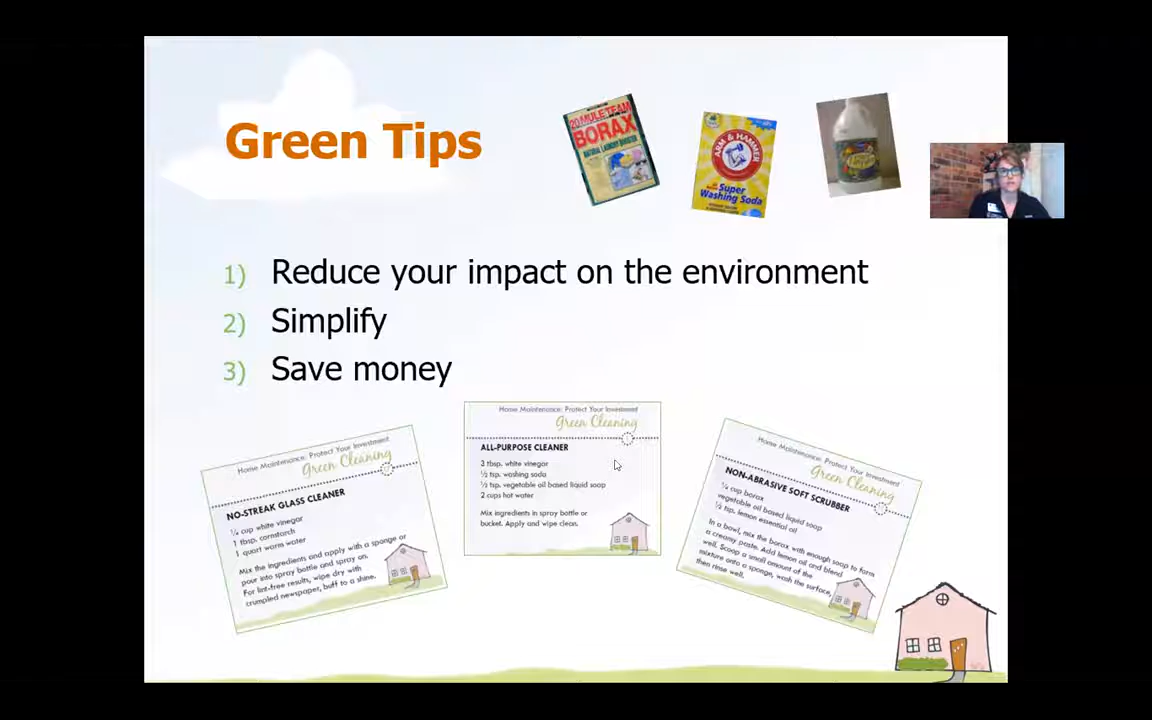 Green Tips
20 MULE TEAM
BORAX
NATURAL LAUNDRY BOOSTER
ARM & HAMMER
Super
Washing Soda
1) Reduce your impact on the environment
2) Simplify
3) Save money
Home Maintenance: Protect Your Investment
Green Cleaning
NO-STREAK GLASS CLEANER
¼ cup white vinegar
1 tbsp. cornstarch
1 quart warm water
Mix the ingredients and apply with a sponge or
pour into spray bottle and spray on.
For lint-free results, wipe dry with
crumpled newspaper, buff to a shine.
Home Maintenance: Protect Your Investment
Green Cleaning
ALL-PURPOSE CLEANER
3 tbsp. white vinegar
½ tsp. washing soda
½ tsp. vegetable oil based liquid soap
2 cups hot water
Mix ingredients in spray bottle or
bucket. Apply and wipe clean.
Home Maintenance: Protect Your Investment
Green Cleaning
NON-ABRASIVE SOFT SCRUBBER
¼ cup borax
vegetable oil based liquid soap
½ tsp. lemon essential oil
In a bowl, mix the borax with enough soap to form
a creamy paste. Add lemon oil and blend
well. Scoop a small amount of the
mixture onto a sponge, wash the surface,
then rinse well.